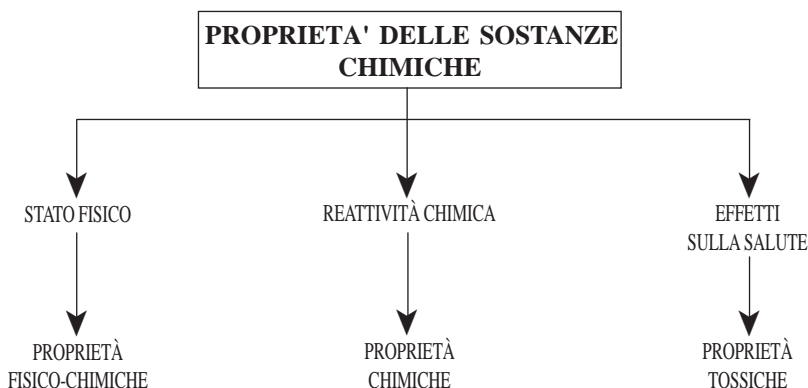 PROPRIETA' DELLE SOSTANZE
CHIMICHE
STATO FISICO
REATTIVITÀ CHIMICA
EFFETTI
SULLA SALUTE
PROPRIETÀ
FISICO-CHIMICHE
PROPRIETÀ
CHIMICHE
PROPRIETÀ
TOSSICHE